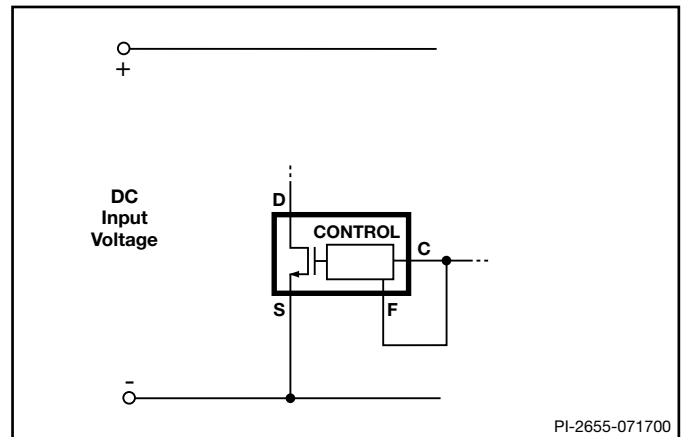 +
DC
Input
Voltage
D
CONTROL
C
S
F
-
PI-2655-071700